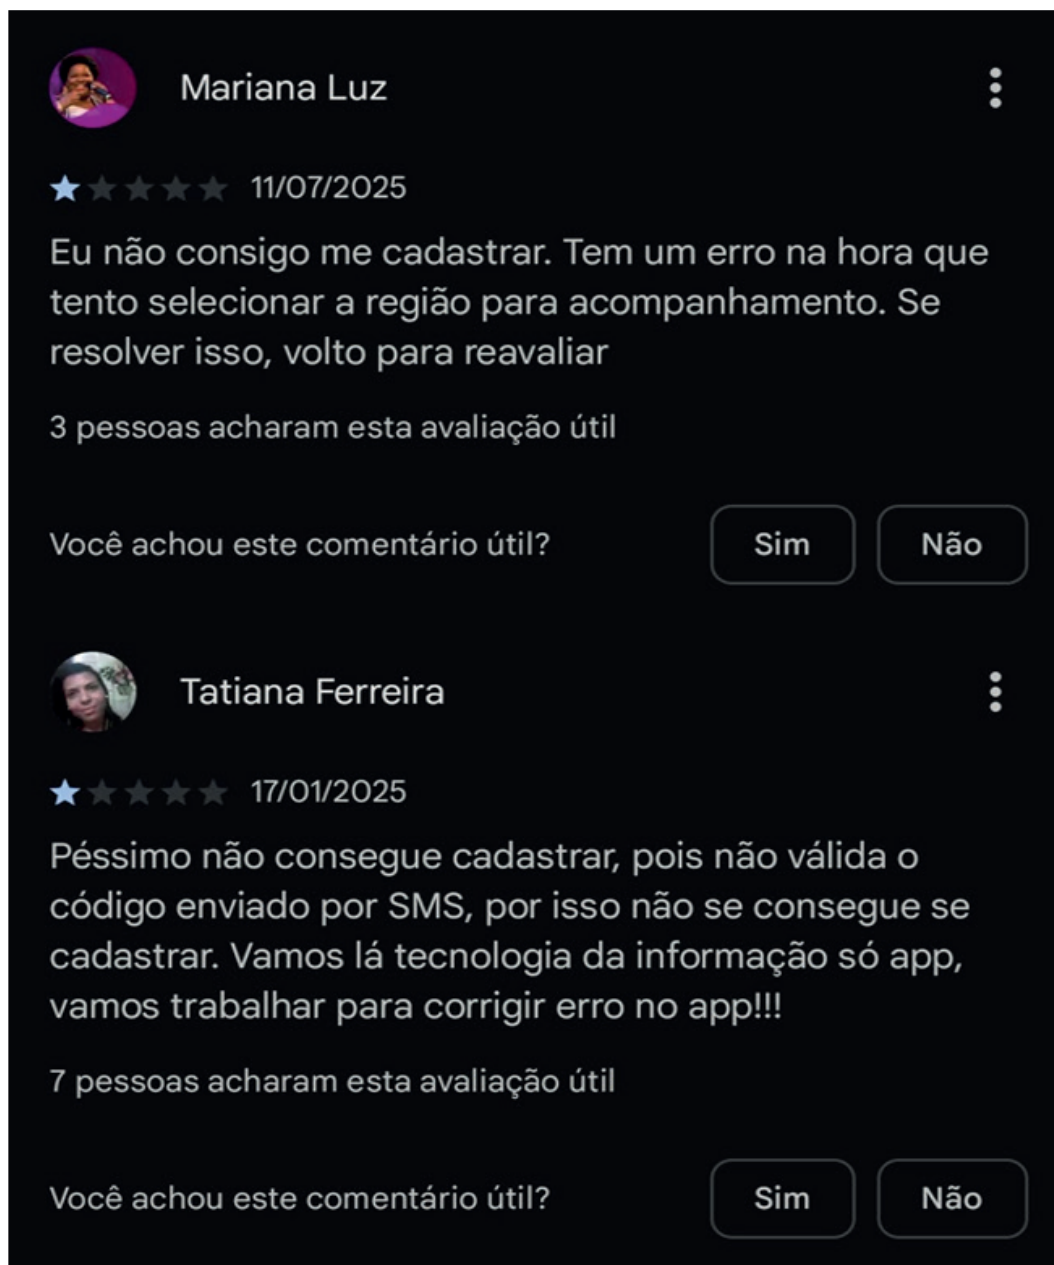 Mariana Luz
11/07/2025
Eu não consigo me cadastrar. Tem um erro na hora que
tento selecionar a região para acompanhamento. Se
resolver isso, volto para reavaliar
3 pessoas acharam esta avaliação útil
Você achou este comentário útil? Sim Não
Tatiana Ferreira
17/01/2025
Péssimo não consegue cadastrar, pois não válida o
código enviado por SMS, por isso não se consegue se
cadastrar. Vamos lá tecnologia da informação só app,
vamos trabalhar para corrigir erro no app!!!
7 pessoas acharam esta avaliação útil
Você achou este comentário útil? Sim Não